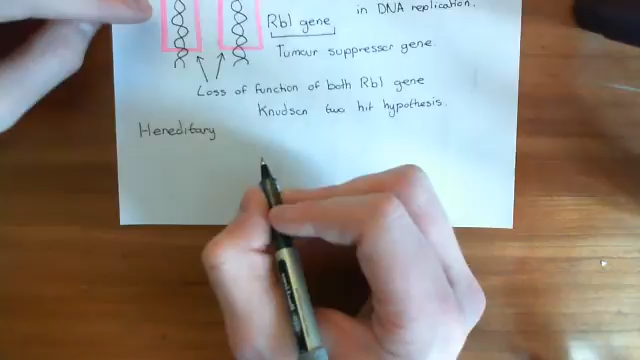 in DNA replication.
Rb1 gene
Tumour suppressor gene.
Loss of function of both Rb1 gene
Knudsen two hit hypothesis.
Hereditary